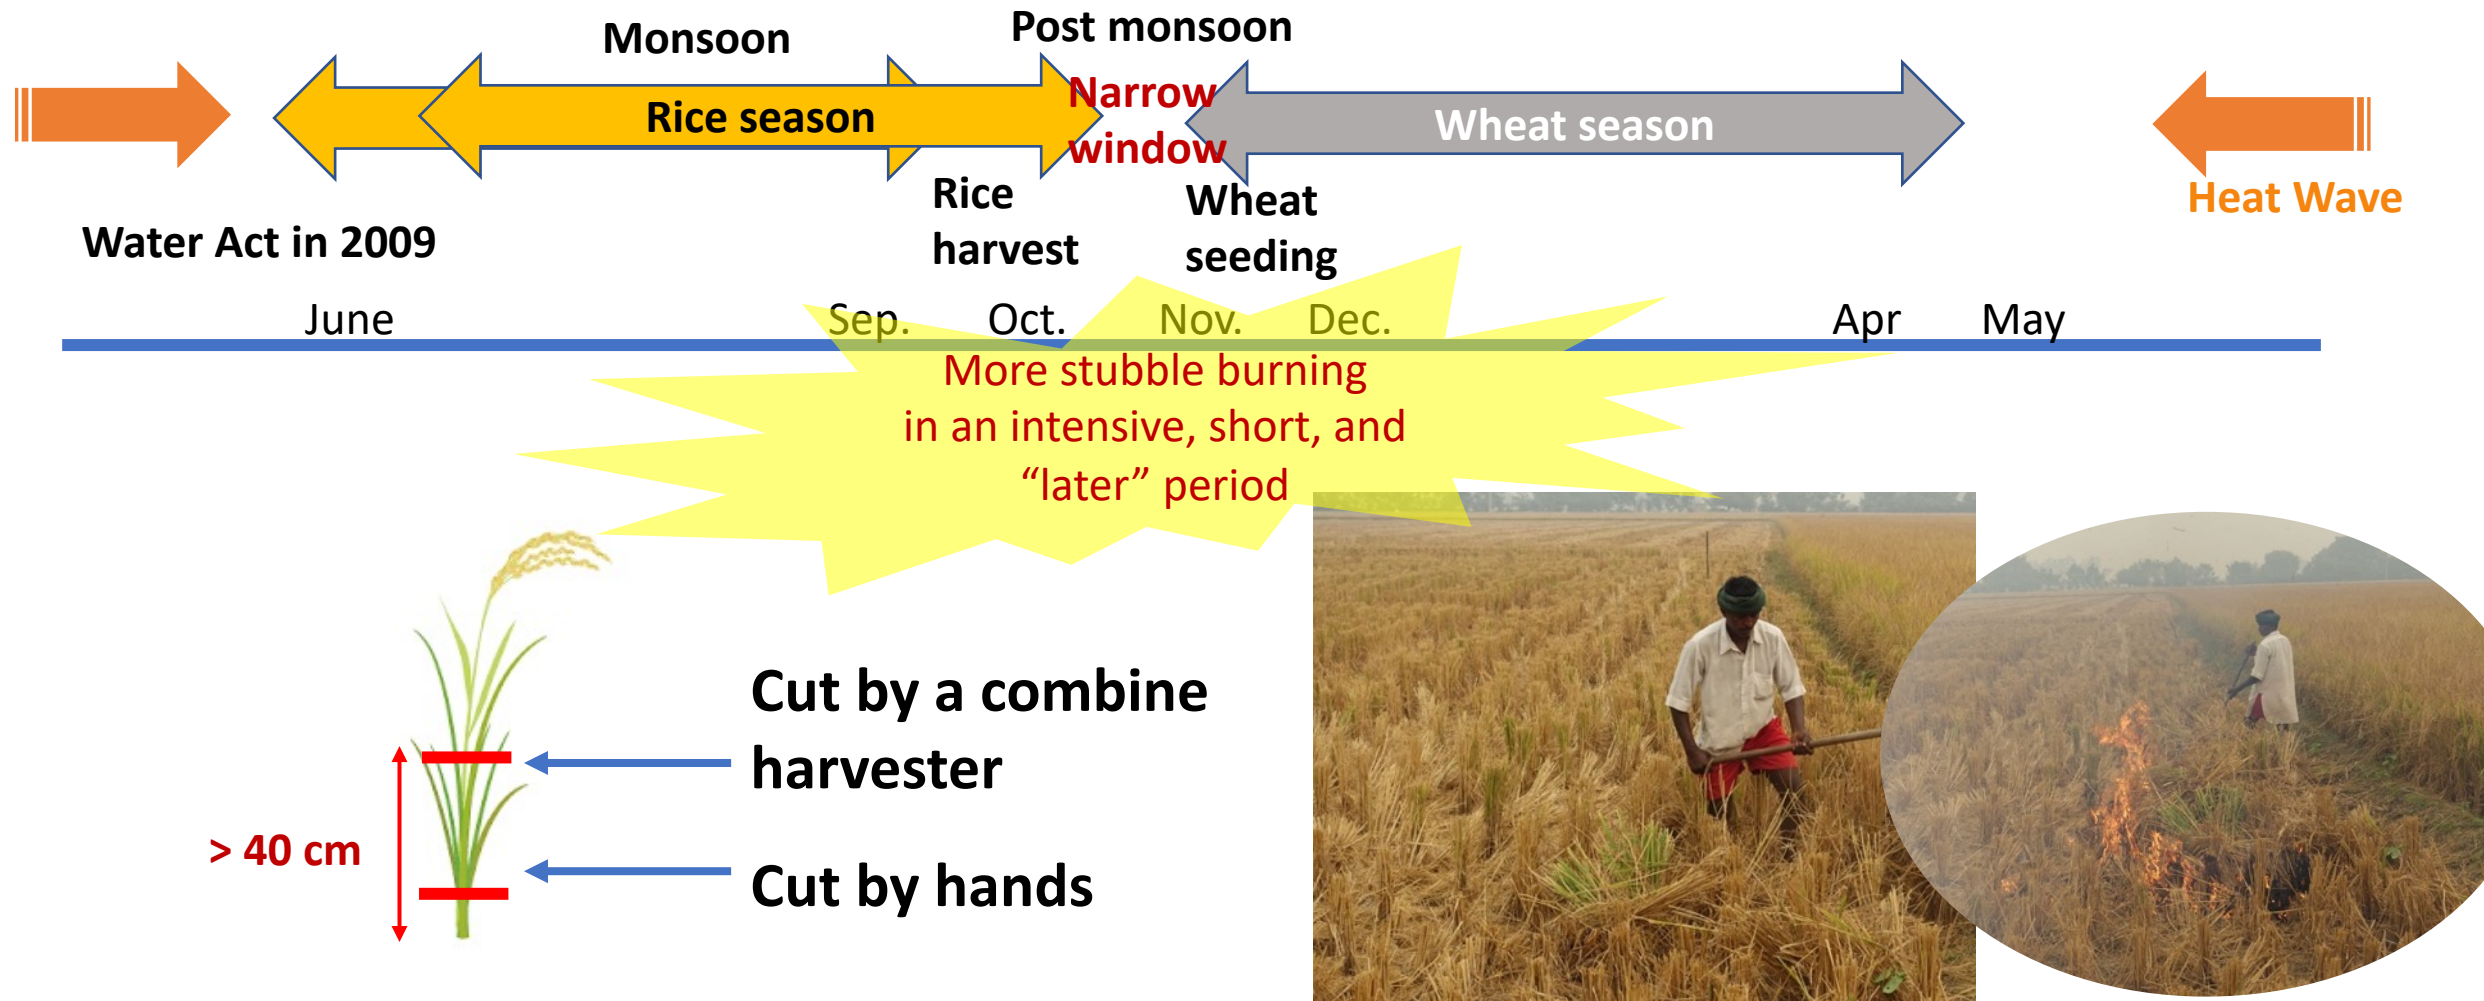 Monsoon
Post monsoon
Rice season
Narrow
window
Wheat season
Rice
harvest
Wheat
seeding
Heat Wave
Water Act in 2009
June
Sep.
Oct.
Nov.
Dec.
Apr
May
More stubble burning
in an intensive, short, and
“later” period
Cut by a combine
harvester
> 40 cm
Cut by hands